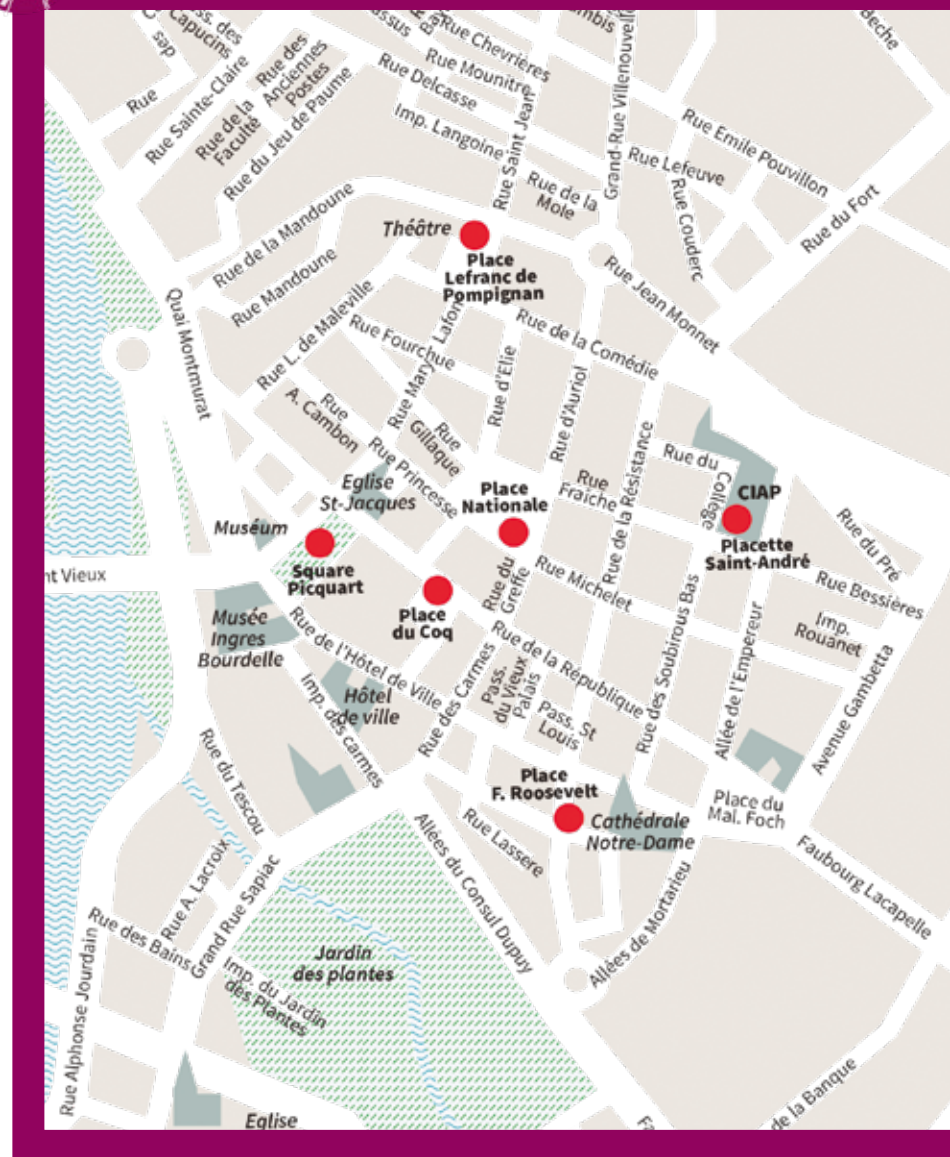 ss. des
Capucins
des
Rue
Rue Sainte-Claire
Rue des
Anciennes
Postes
Rue de la
Faculté
Rue du Jeu de Paume
assus
Rue Chevrières
Rue Mounitre
Rue Delcasse
Imp. Langoine
Rue Saint Jean
Grand-Rue Villenouvelle
ambis
Beche
Rue Emile Pouvillon
Rue Lefeuve
Rue Couderc
Rue du Fort
Rue de la
Mole
Théâtre
Place
Lefranc de
Pompignan
Rue de la Mandoune
Rue Mandoune
Rue Jean Monnet
Quai Montmurat
Rue L. de Maleville
Rue Fourchue
Rue Mary Lafon
Rue de la Comédie
Rue d'Elie
Rue d'Auriol
Rue
A. Cambon
Rue
Gillaque
Rue Princesse
Rue de la Résistance
Rue du Collège
Eglise
St-Jacques
Place
Nationale
Rue
Fraiche
CIAP
Placette
Saint-André
Muséum
Square
Picquart
Rue du Pré
Rue Bessières
Imp.
Rouanet
nt Vieux
Place
du Coq
Rue du
Greffe
Rue Michelet
Musée
Ingres
Bourdelle
Rue de l'Hôtel de Ville
Rue de la République
Rue des Soubirous Bas
Allée de l'Empereur
Avenue Gambetta
Hôtel
de ville
Imp. des carmes
Rue des Carmes
Pass.
du Vieux
Palais
Pass. St
Louis
Rue du Tescou
Place
F. Roosevelt
Cathédrale
Notre-Dame
Place du
Mal. Foch
Rue Lassere
Allées du Consul Dupuy
Faubourg Lacapelle
Rue A. Lacroix
Grand Rue Sapiac
Rue des Bains
Allées de Mortarieu
Jardin
des plantes
Imp. du Jardin
des Plantes
Rue Alphonse Jourdain
Eglise
de la Banque
Fa